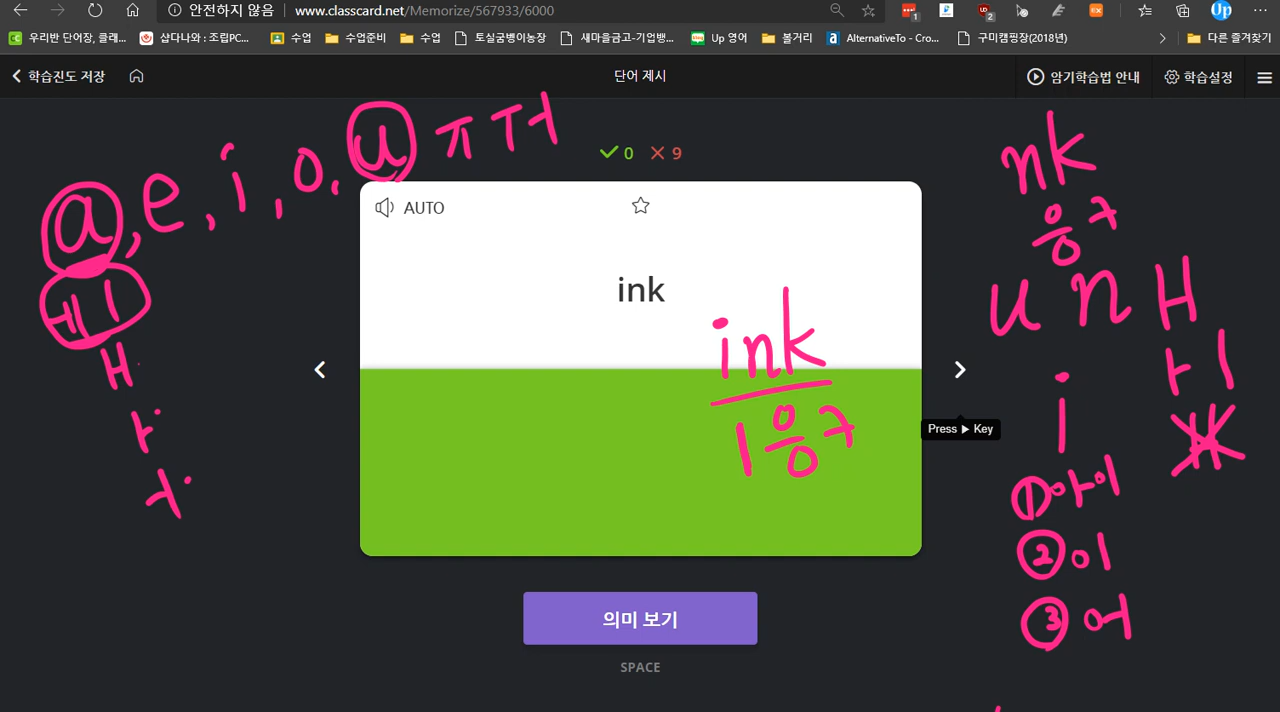 안전하지 않음 | www.classcard.net/Memorize/567933/6000
우리반 단어장, 클래... 샵다나와 : 조립PC... 수업 수업준비 수업 토실굼벵이농장 새마을금고-기업뱅... Up 영어 볼거리 AlternativeTo - Cro... 구미캠핑장(2018년) 다른 즐겨찾기
학습진도 저장 단어 제시 암기학습법 안내 학습설정
a, e, i, o, u ㅠ ㅜ ㅓ
0 9
AUTO
ink
ink
ㅣ응ㅋ
Press ▶ Key
의미 보기
SPACE
ㅔㅣ
ㅐ
ㅏ
ㅓ
nk
응ㅋ
u n H
i ㅏㅣ
①아이
②이
③어